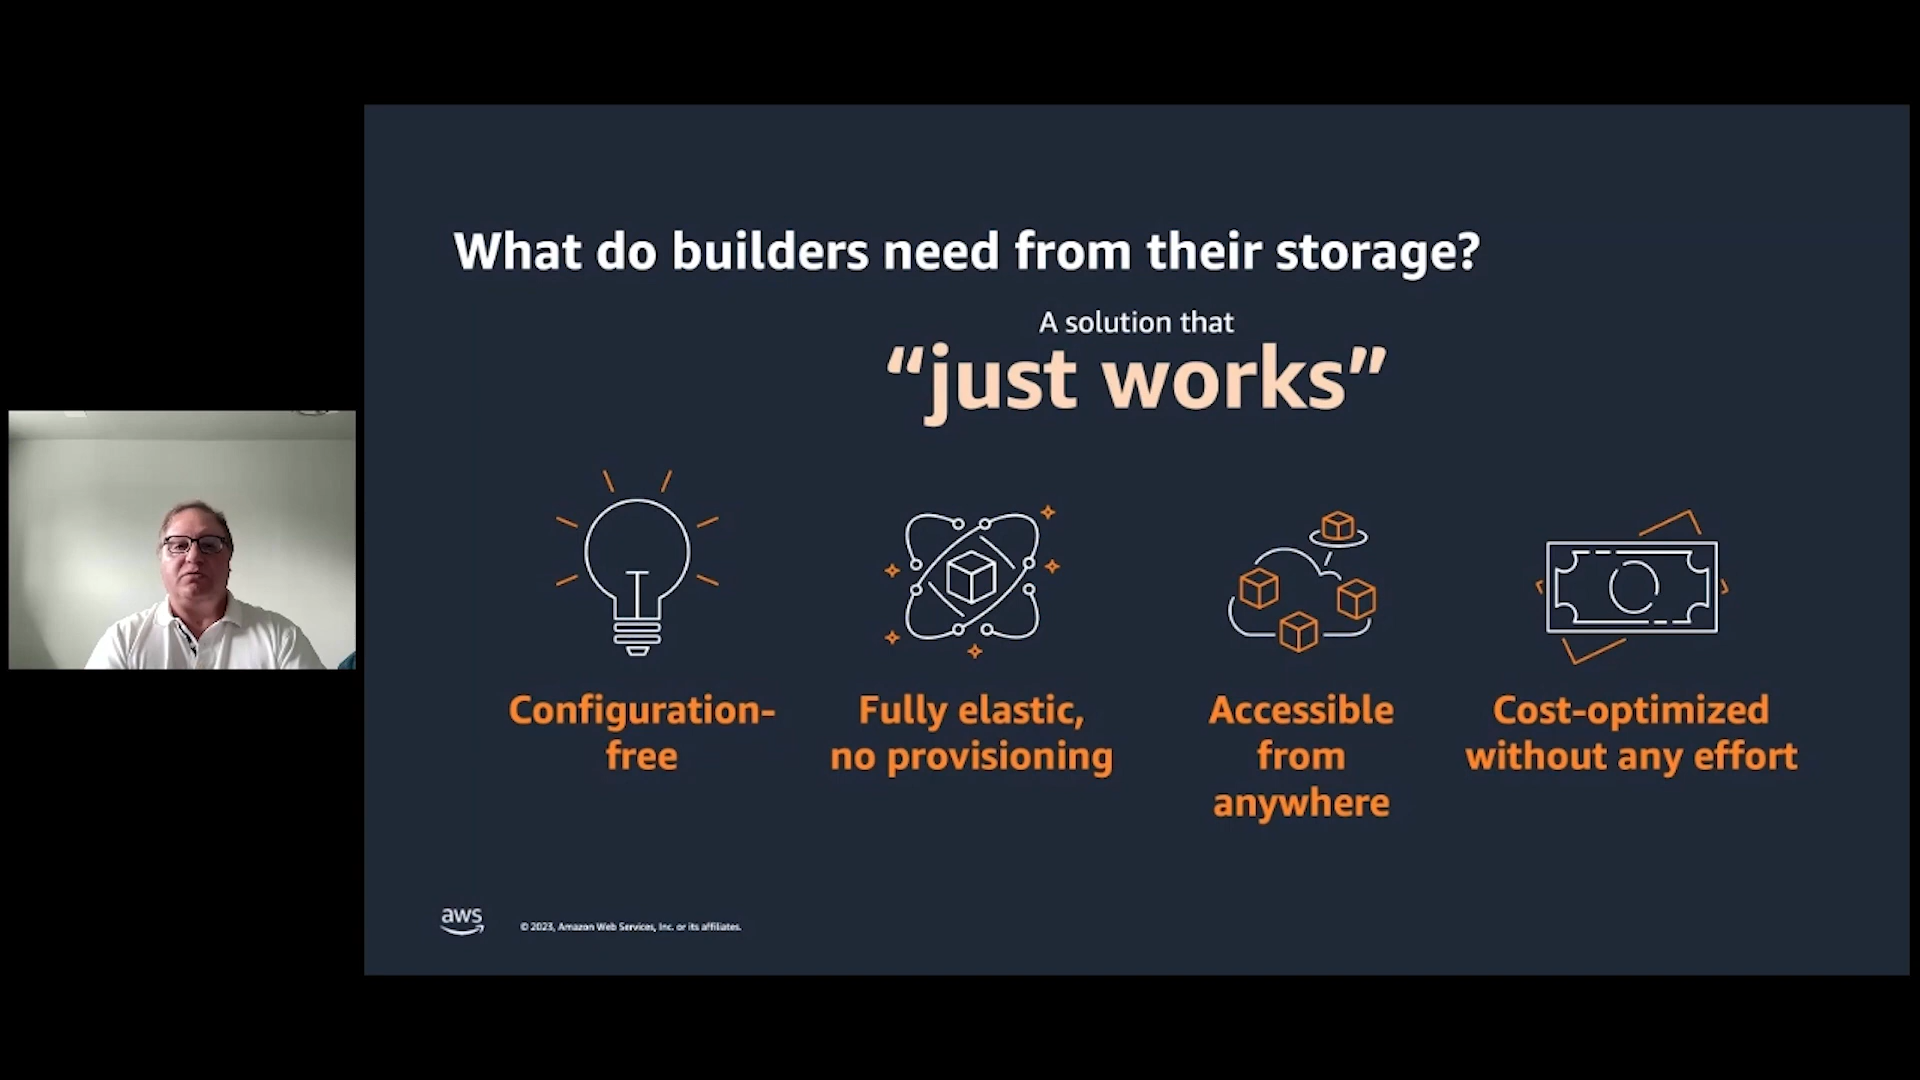 What do builders need from their storage?
A solution that
“just works”
Configuration-
free
Fully elastic,
no provisioning
Accessible
from
anywhere
Cost-optimized
without any effort
aws
© 2023, Amazon Web Services, Inc. or its affiliates.